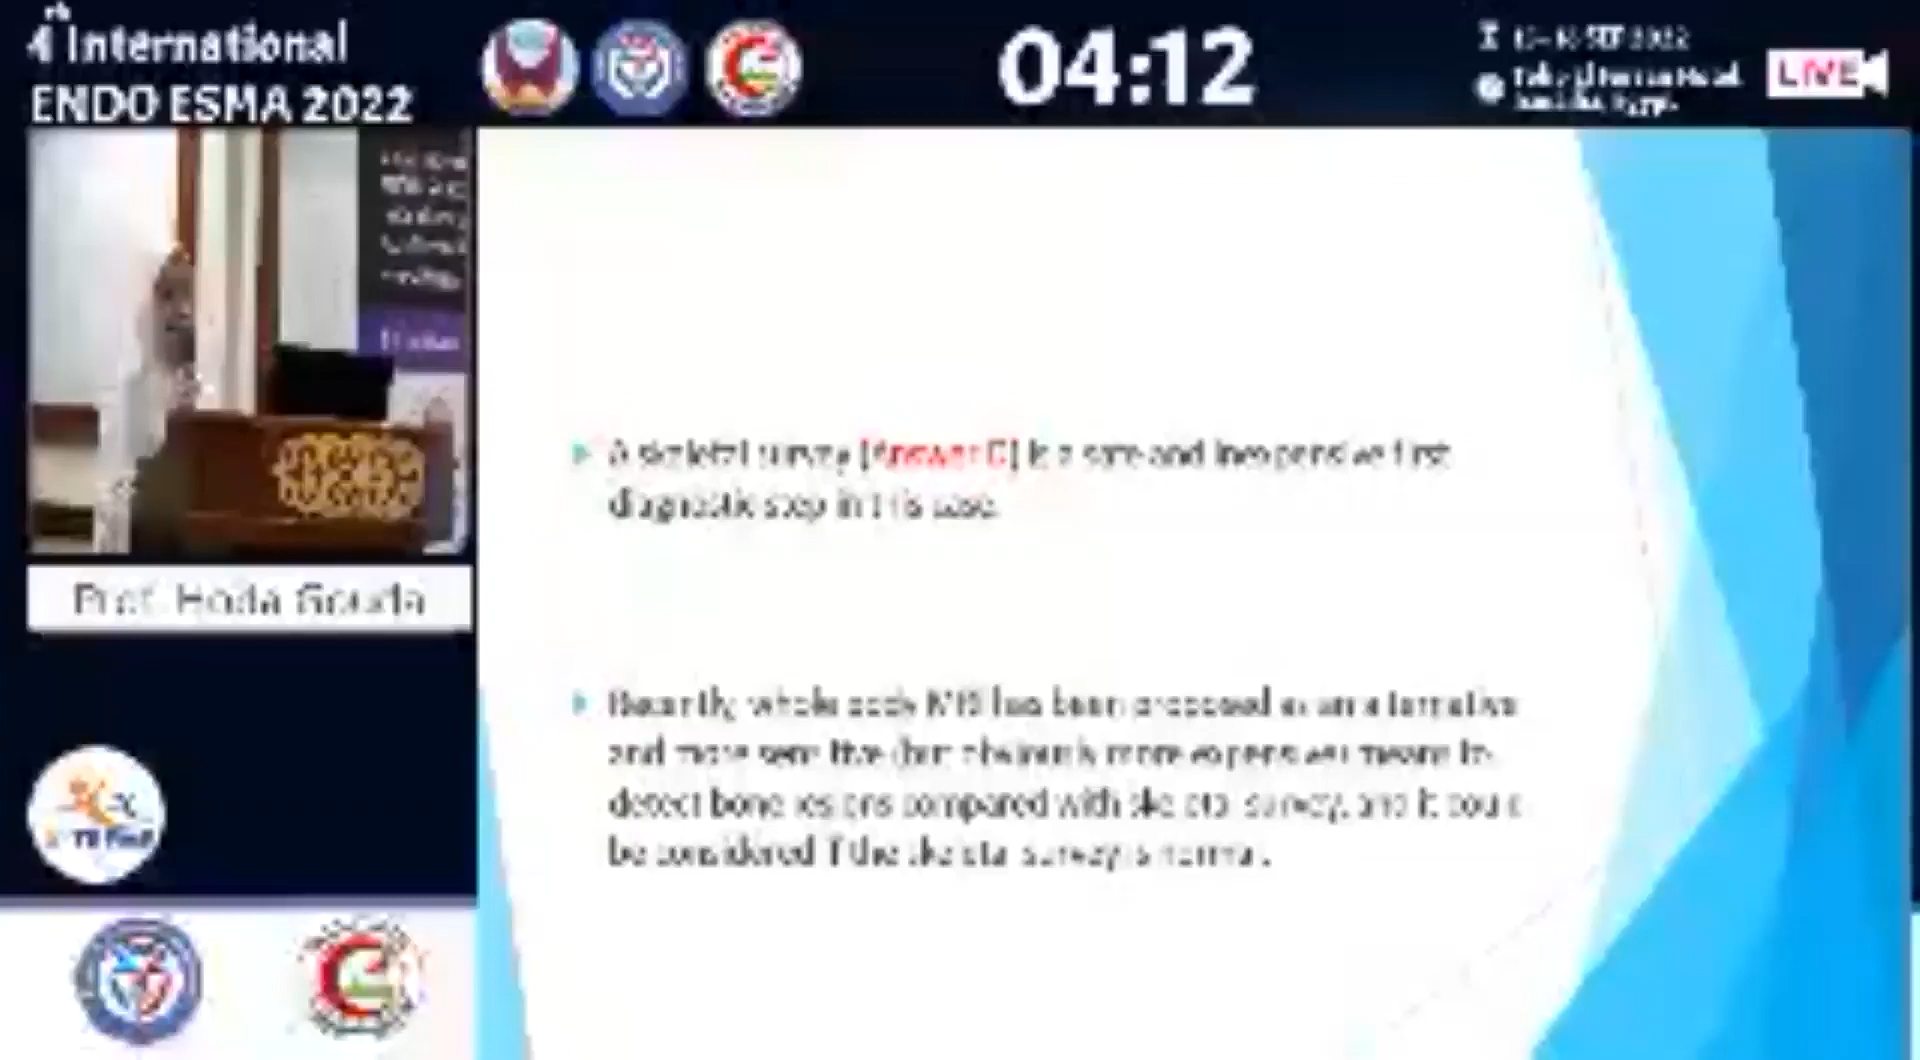 4th International
ENDO ESMA 2022
04:12
SEP 2022
LIVE
Prof. Hoda Gouda
A skeletal survey (Answer C) is a safe and inexpensive first
diagnostic step in this case.
Recently, whole body MRI has been proposed as an alternative
and more sensitive (but obviously more expensive) means to
detect bone lesions compared with skeletal survey, and it could
be considered if the skeletal survey is normal.